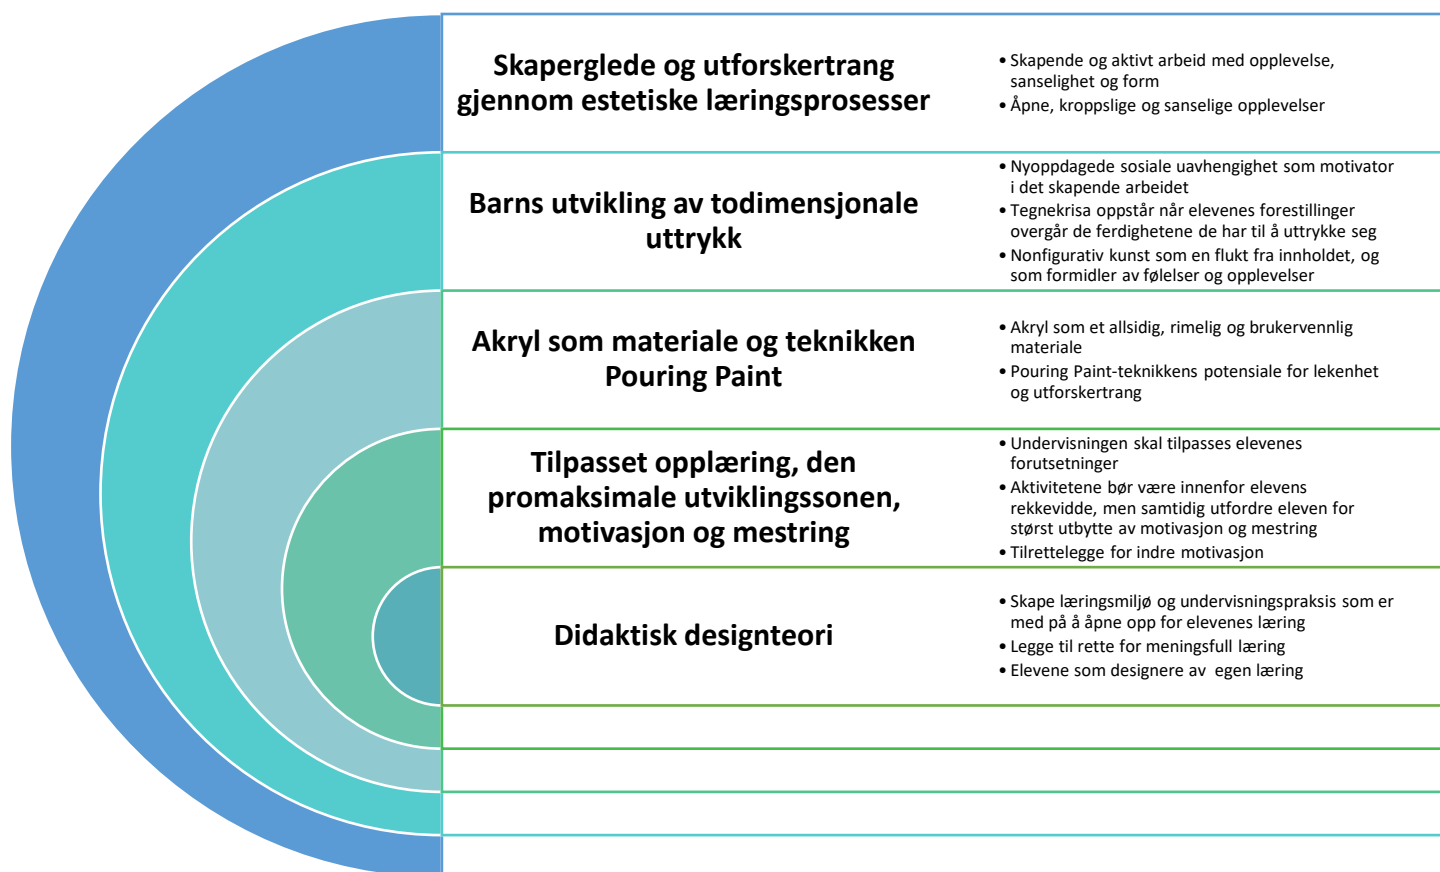 Skaperglede og utforskertrang
gjennom estetiske læringsprosesser
• Skapende og aktivt arbeid med opplevelse,
sanselighet og form
• Åpne, kroppslige og sanselige opplevelser
Barns utvikling av todimensjonale
uttrykk
• Nyoppdagede sosiale uavhengighet som motivator
i det skapende arbeidet
• Tegnekrisa oppstår når elevenes forestillinger
overgår de ferdighetene de har til å uttrykke seg
• Nonfigurativ kunst som en flukt fra innholdet, og
som formidler av følelser og opplevelser
Akryl som materiale og teknikken
Pouring Paint
• Akryl som et allsidig, rimelig og brukervennlig
materiale
• Pouring Paint-teknikkens potensiale for lekenhet
og utforskertrang
Tilpasset opplæring, den
promaksimale utviklingssonen,
motivasjon og mestring
• Undervisningen skal tilpasses elevenes
forutsetninger
• Aktivitetene bør være innenfor elevens
rekkevidde, men samtidig utfordre eleven for
størst utbytte av motivasjon og mestring
• Tilrettelegge for indre motivasjon
Didaktisk designteori
• Skape læringsmiljø og undervisningspraksis som er
med på å åpne opp for elevenes læring
• Legge til rette for meningsfull læring
• Elevene som designere av egen læring